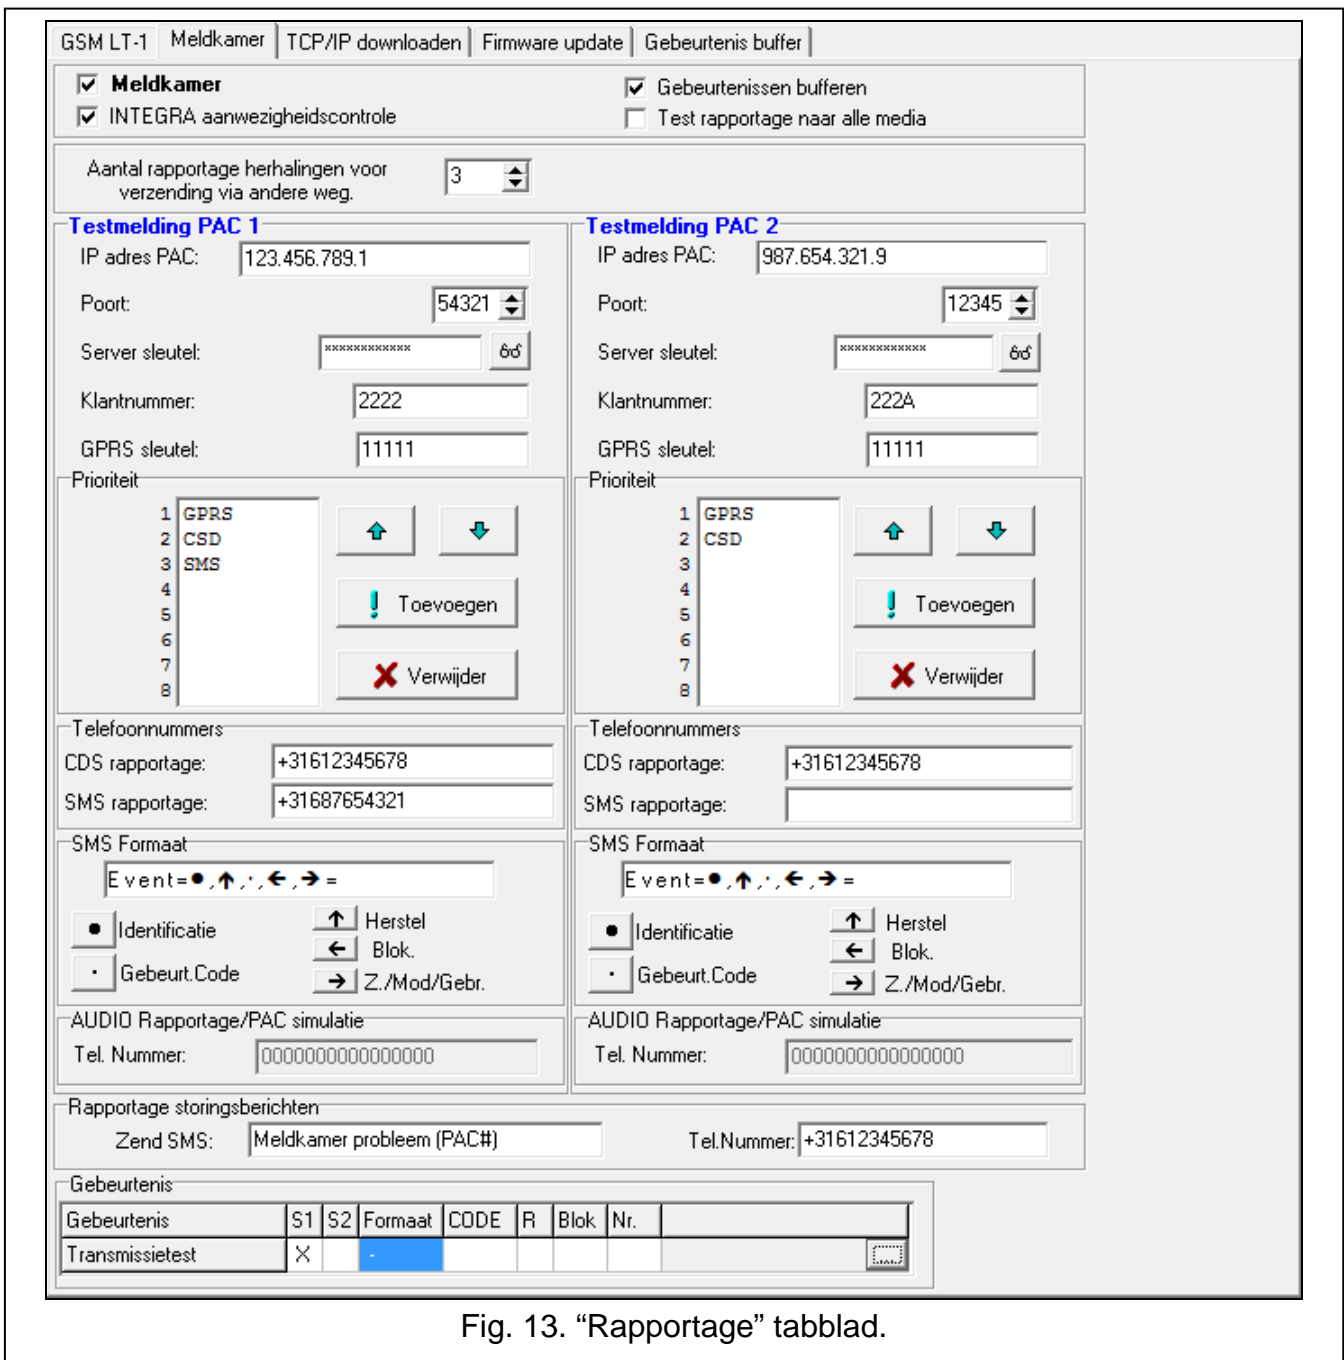 GSM LT-1 Meldkamer TCP/IP downloaden Firmware update Gebeurtenis buffer
Meldkamer
Gebeurtenissen bufferen
INTEGRA aanwezigheidscontrole
Test rapportage naar alle media
Aantal rapportage herhalingen voor
verzending via andere weg.
3
Testmelding PAC 1
IP adres PAC: 123.456.789.1
Poort: 54321
Server sleutel: ************
Klantnummer: 2222
GPRS sleutel: 11111
Prioriteit
1 GPRS
2 CSD
3 SMS
4
5
6
7
8
Toevoegen
Verwijder
Telefoonnummers
CDS rapportage: +31612345678
SMS rapportage: +31687654321
SMS Formaat
Event=●,↑,·,←,→=
● Identificatie
· Gebeurt.Code
↑ Herstel
← Blok.
→ Z./Mod/Gebr.
AUDIO Rapportage/PAC simulatie
Tel. Nummer: 0000000000000000
Testmelding PAC 2
IP adres PAC: 987.654.321.9
Poort: 12345
Server sleutel: ************
Klantnummer: 222A
GPRS sleutel: 11111
Prioriteit
1 GPRS
2 CSD
3
4
5
6
7
8
Toevoegen
Verwijder
Telefoonnummers
CDS rapportage: +31612345678
SMS rapportage:
SMS Formaat
Event=●,↑,·,←,→=
● Identificatie
· Gebeurt.Code
↑ Herstel
← Blok.
→ Z./Mod/Gebr.
AUDIO Rapportage/PAC simulatie
Tel. Nummer: 0000000000000000
Rapportage storingsberichten
Zend SMS: Meldkamer probleem (PAC#) Tel.Nummer: +31612345678
Gebeurtenis
Gebeurtenis S1 S2 Formaat CODE R Blok Nr.
Transmissietest X - ...
Fig. 13. “Rapportage” tabblad.